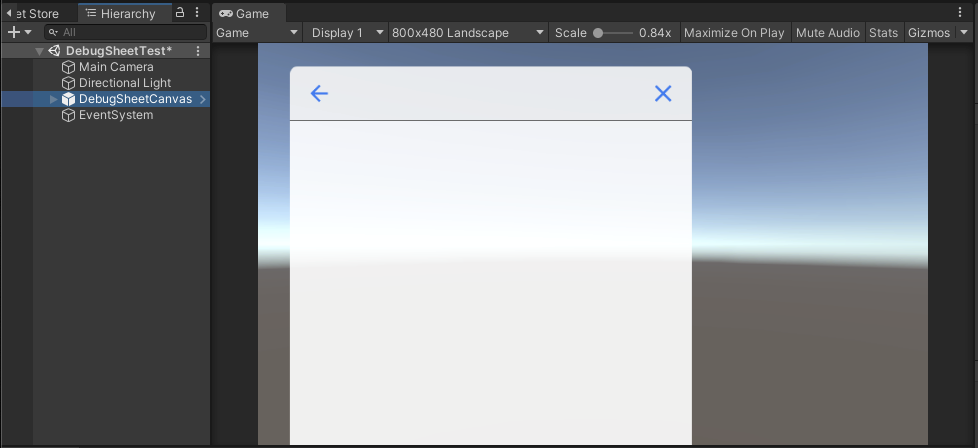 et Store
Hierarchy
All
DebugSheetTest*
Main Camera
Directional Light
DebugSheetCanvas
EventSystem
Game
Game Display 1 800x480 Landscape Scale 0.84x Maximize On Play Mute Audio Stats Gizmos